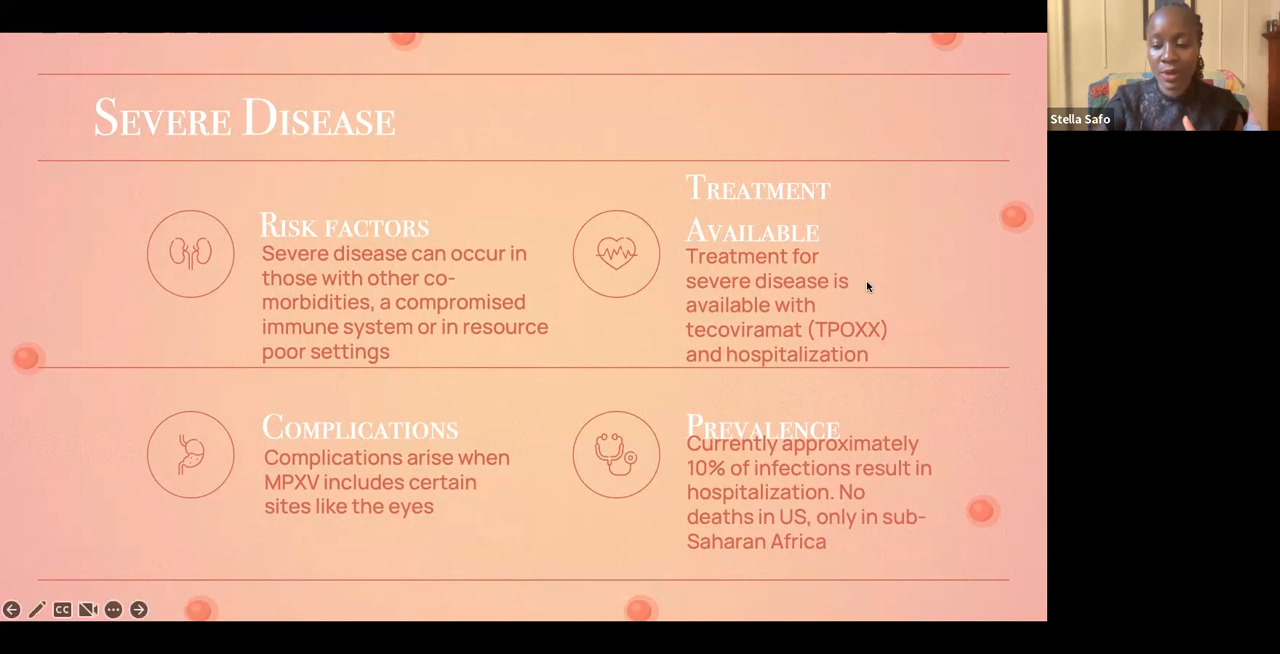 Severe Disease
Risk factors
Severe disease can occur in
those with other co-
morbidities, a compromised
immune system or in resource
poor settings
Treatment
Available
Treatment for
severe disease is
available with
tecoviramat (TPOXX)
and hospitalization
Complications
Complications arise when
MPXV includes certain
sites like the eyes
Prevalence
Currently approximately
10% of infections result in
hospitalization. No
deaths in US, only in sub-
Saharan Africa
Stella Safo
CC